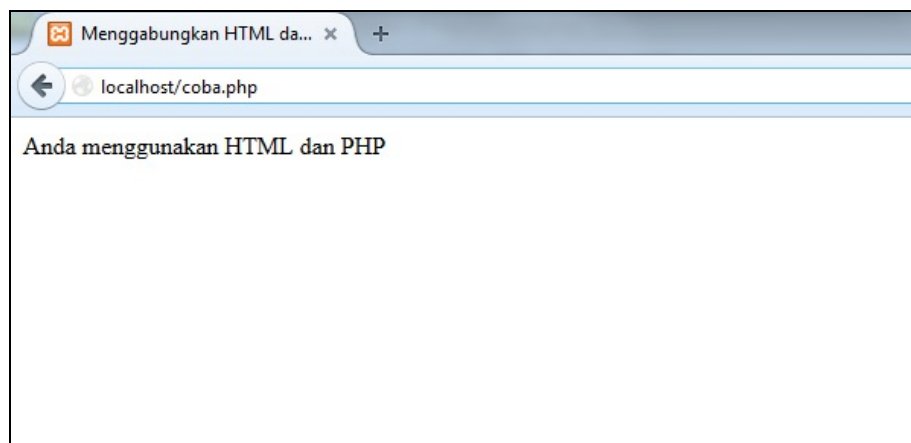 Menggabungkan HTML da...
localhost/coba.php
Anda menggunakan HTML dan PHP